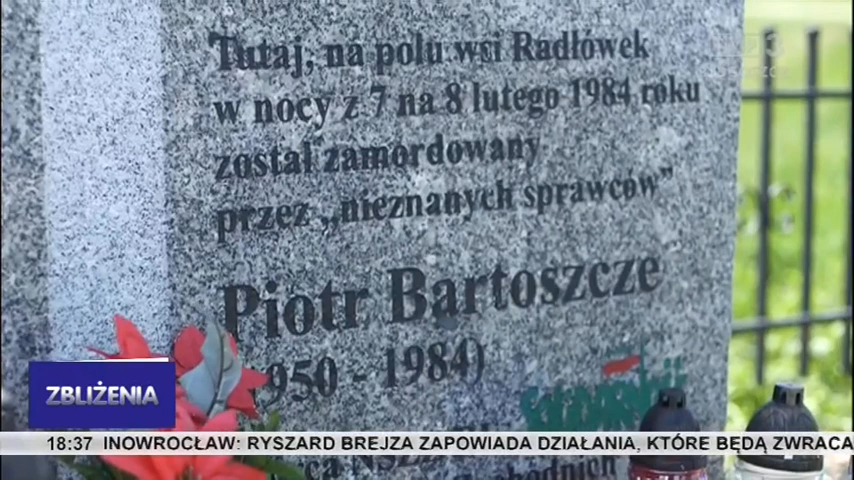 Tutaj, na polu wsi Radłówek
w nocy z 7 na 8 lutego 1984 roku
został zamordowany
przez „nieznanych sprawców”
Piotr Bartoszcze
(1950 - 1984)
ZBLIŻENIA
18:37 INOWROCŁAW: RYSZARD BREJZA ZAPOWIADA DZIAŁANIA, KTÓRE BĘDĄ ZWRACA